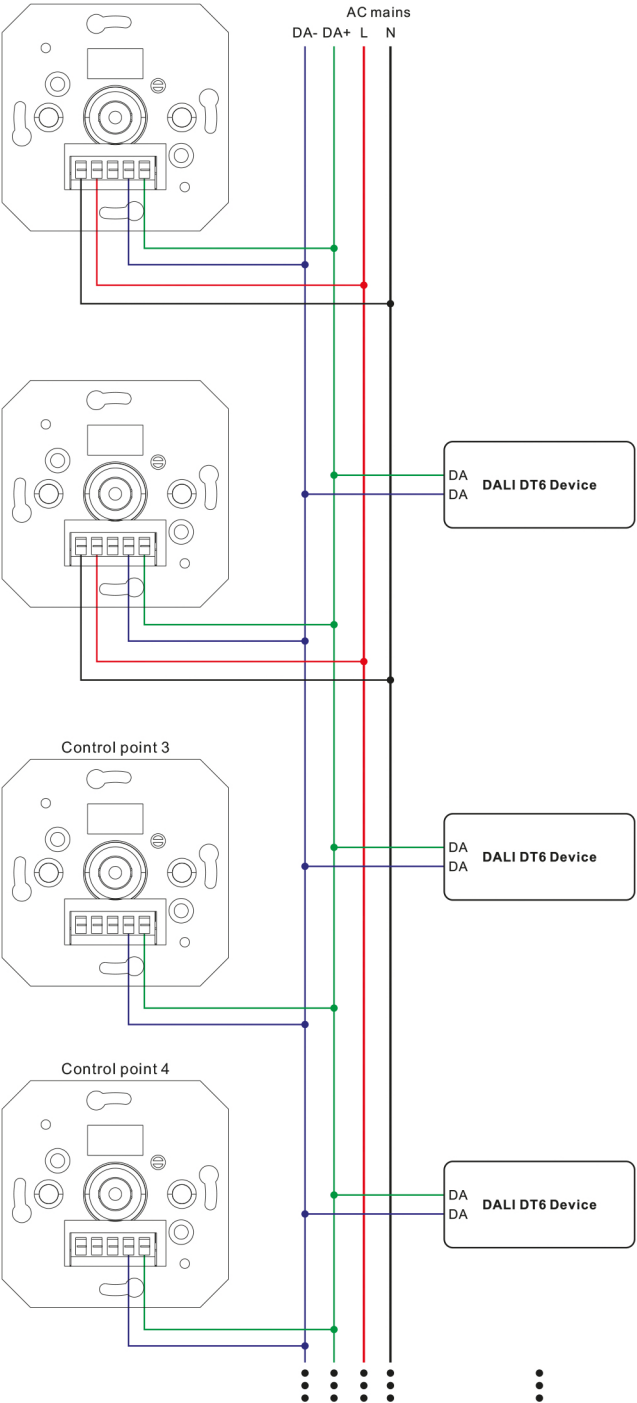 AC mains
DA- DA+ L N
DA
DALI DT6 Device
DA
Control point 3
DA
DALI DT6 Device
DA
Control point 4
DA
DALI DT6 Device
DA